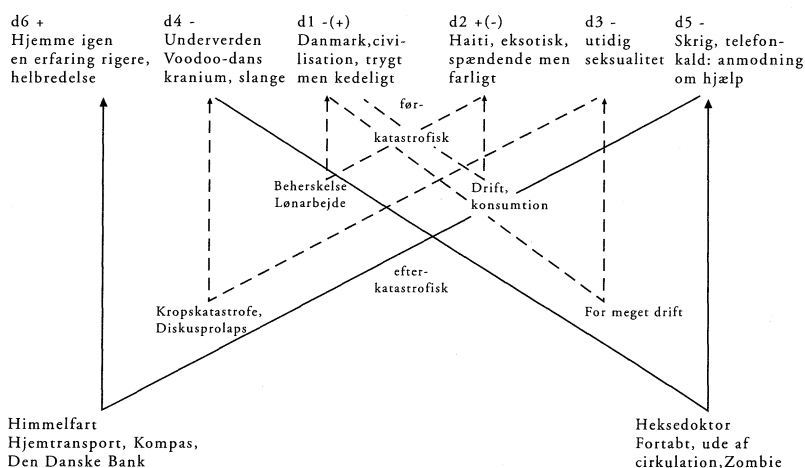 d6 +
Hjemme igen
en erfaring rigere,
helbredelse
d4 -
Underverden
Voodoo-dans
kranium, slange
d1 -(+)
Danmark,civi-
lisation, trygt
men kedeligt
d2 +(-)
Haiti, eksotisk,
spændende men
farligt
d3 -
utidig
seksualitet
d5 -
Skrig, telefon-
kald: anmodning
om hjælp
før-
katastrofisk
Beherskelse
Lønarbejde
Drift,
konsumtion
efter-
katastrofisk
Kropskatastrofe,
Diskusprolaps
For meget drift
Himmelfart
Hjemtransport, Kompas,
Den Danske Bank
Heksedoktor
Fortabt, ude af
cirkulation,Zombie